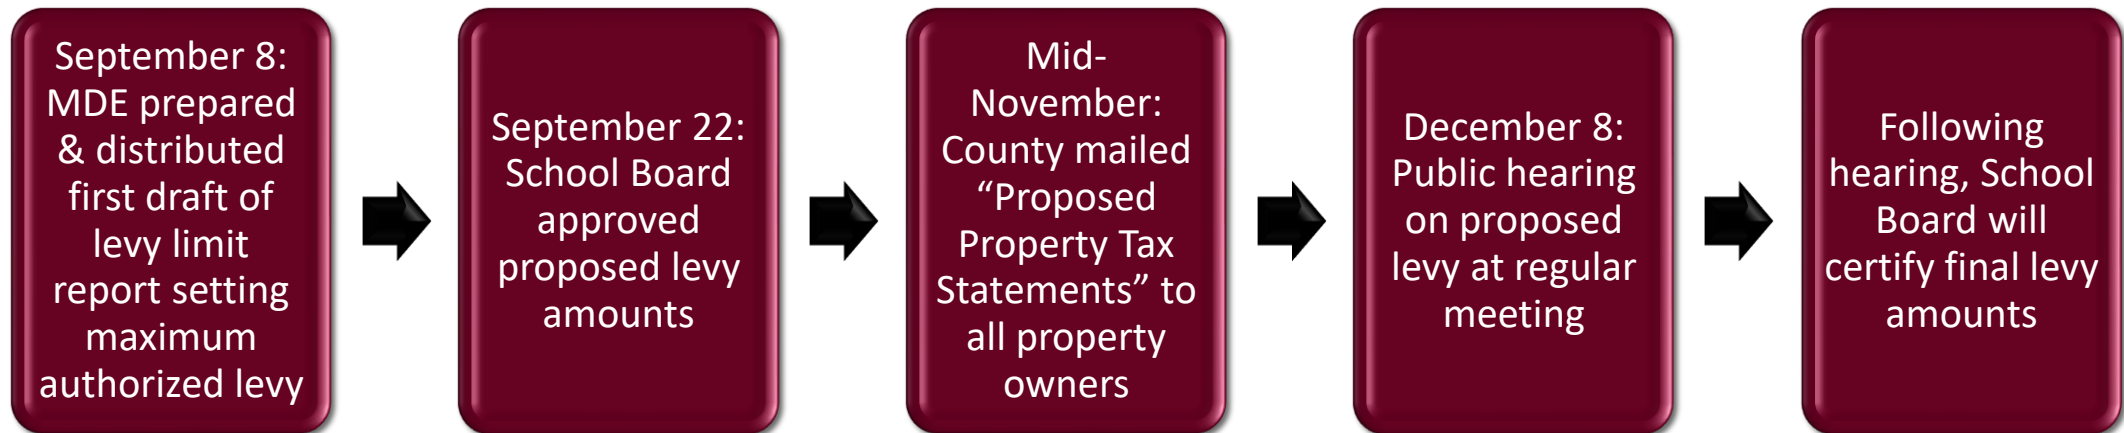 September 8:
MDE prepared
& distributed
first draft of
levy limit
report setting
maximum
authorized levy
September 22:
School Board
approved
proposed levy
amounts
Mid-
November:
County mailed
“Proposed
Property Tax
Statements” to
all property
owners
December 8:
Public hearing
on proposed
levy at regular
meeting
Following
hearing, School
Board will
certify final levy
amounts